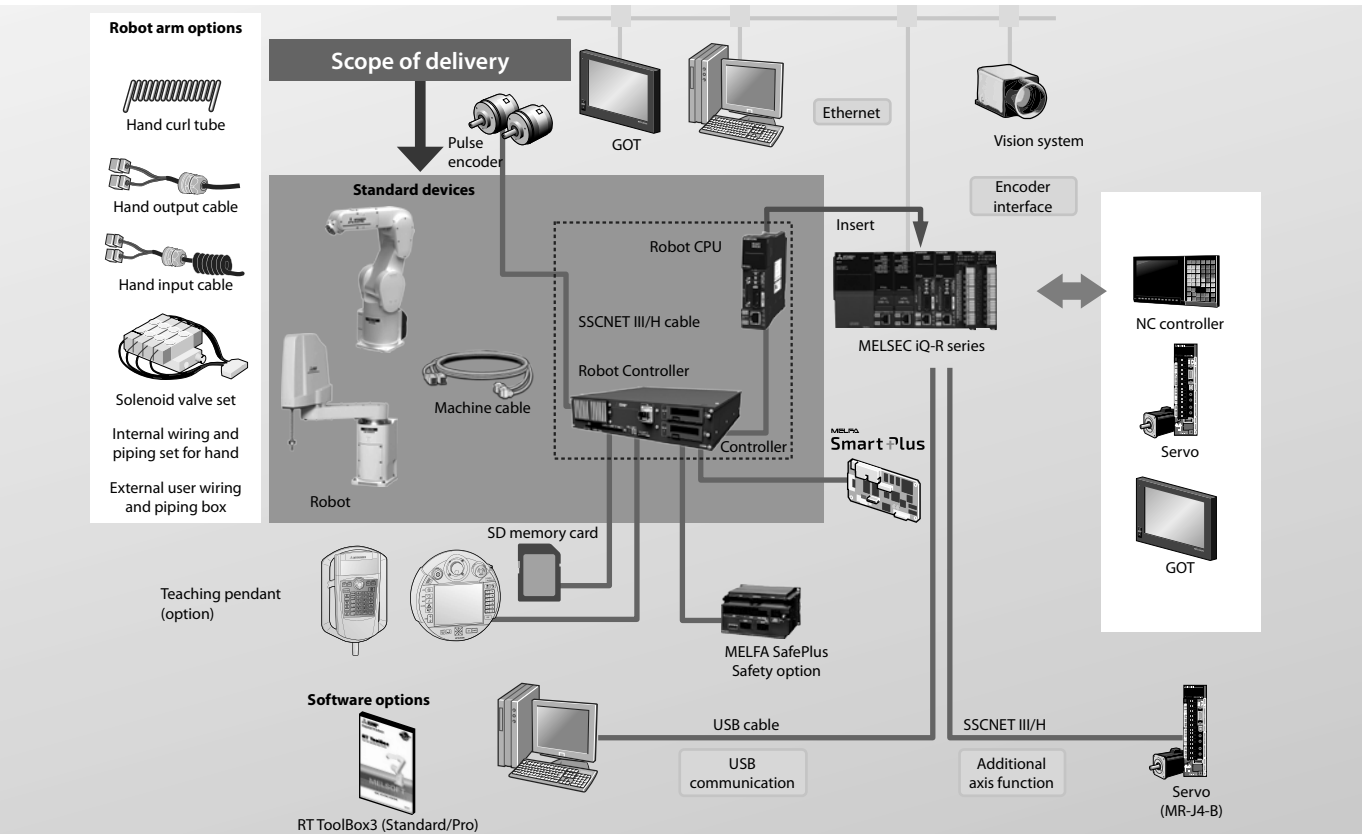 Robot arm options
Hand curl tube
Hand output cable
Hand input cable
Solenoid valve set
Internal wiring and
piping set for hand
External user wiring
and piping box
Scope of delivery
Pulse
encoder
GOT
Ethernet
Vision system
Encoder
interface
Standard devices
Robot CPU
Insert
SSCNET III/H cable
MELSEC iQ-R series
Robot Controller
Machine cable
Controller
Robot
MELFA
Smart Plus
NC controller
Servo
GOT
SD memory card
Teaching pendant
(option)
MELFA SafePlus
Safety option
Software options
RT ToolBox
MELSOFT
RT ToolBox3 (Standard/Pro)
USB cable
USB
communication
SSCNET III/H
Additional
axis function
Servo
(MR-J4-B)